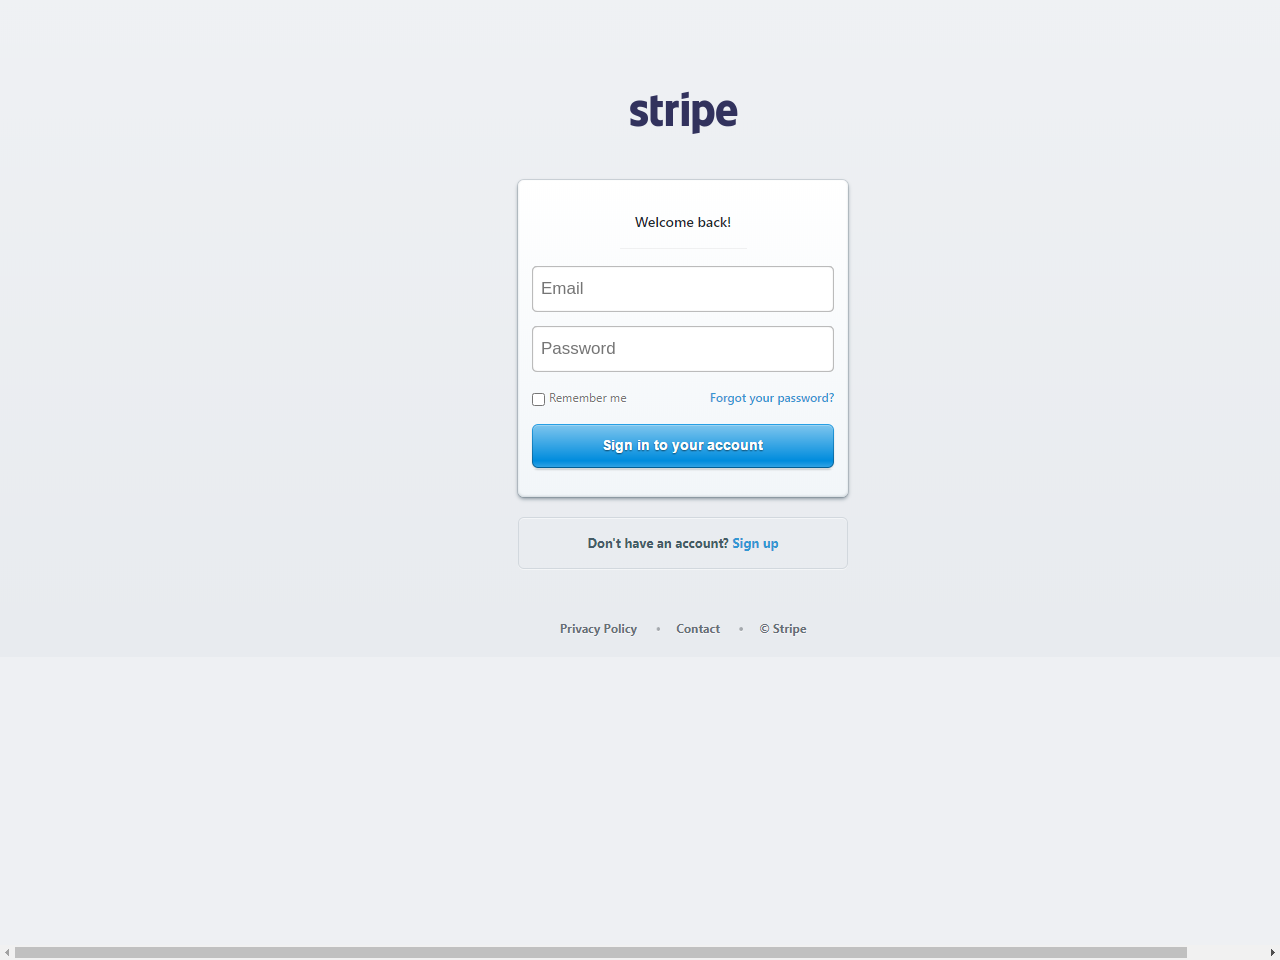 stripe
Welcome back!
Email
Password
Remember me Forgot your password?
Sign in to your account
Don't have an account? Sign up
Privacy Policy • Contact • © Stripe